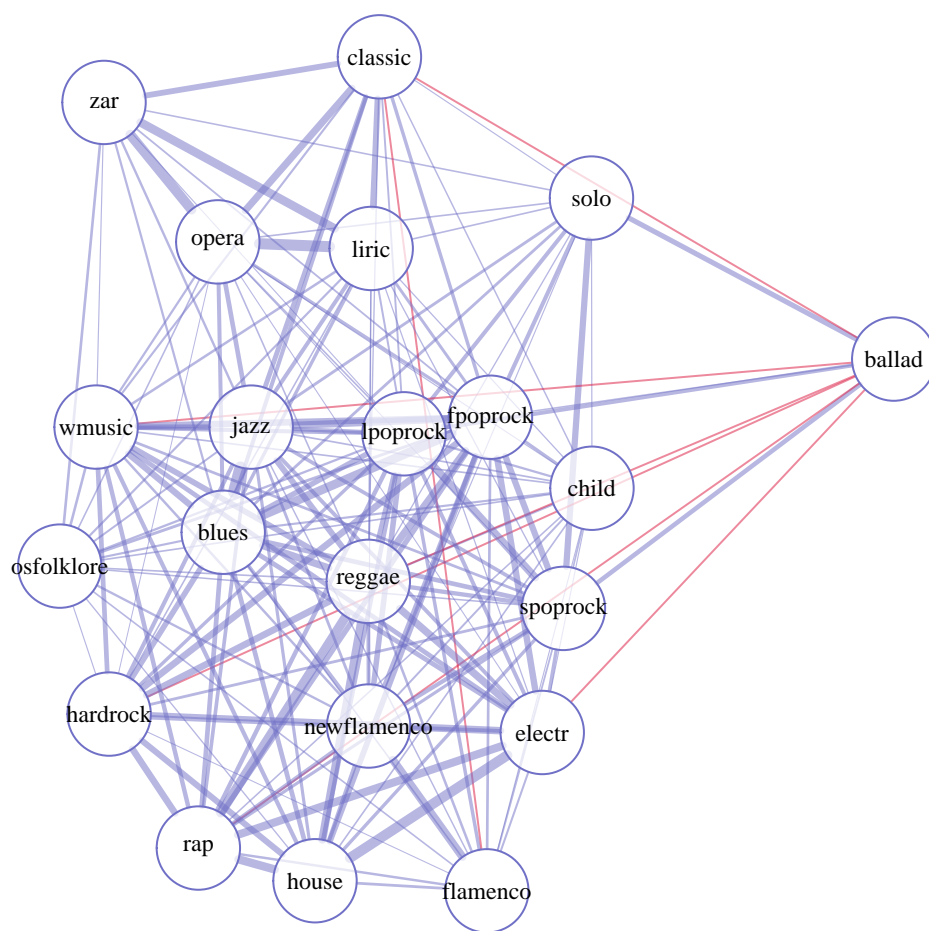 classic
zar
solo
opera
liric
ballad
wmusic
jazz
lpoprock
fpoprock
child
blues
osfolklore
reggae
spoprock
hardrock
newflamenco
electr
rap
house
flamenco